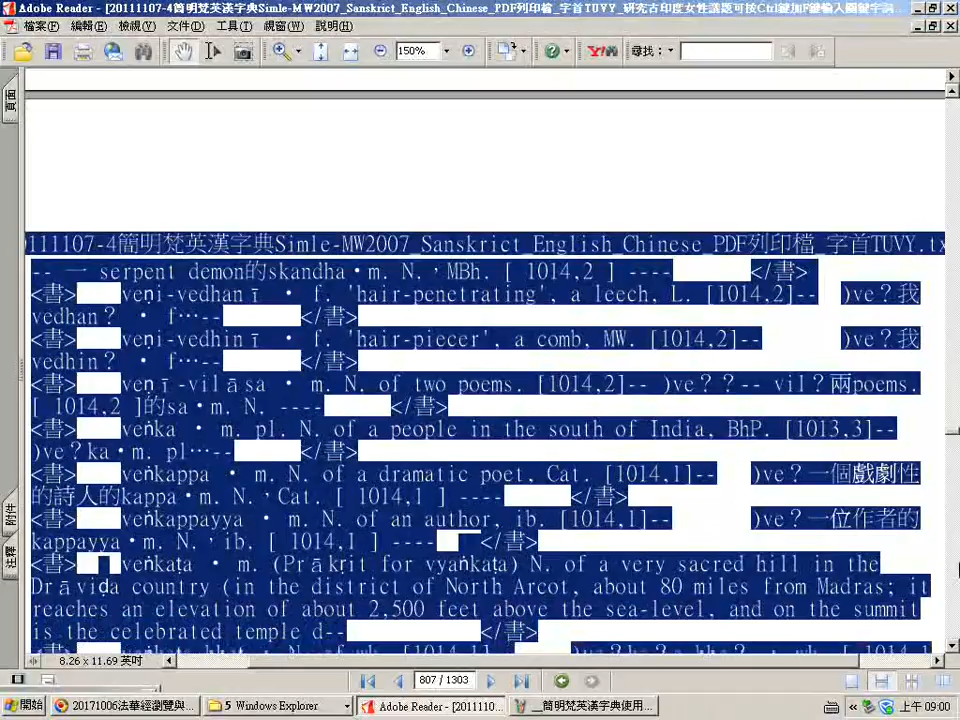 Adobe Reader - [20111107-4簡明梵英漢字典Simle-MW2007_Sanskrict_English_Chinese_PDF列印檔_字首TUVY_研究古印度女性議題可按Ctrl鍵加F鍵輸入關鍵字詞
檔案(F) 編輯(E) 檢視(V) 文件(D) 工具(T) 視窗(W) 說明(H)
150% Y! 尋找:
頁面
0111107-4簡明梵英漢字典Simle-MW2007_Sanskrict_English_Chinese_PDF列印檔_字首TUVY.tx
-- 一 serpent demon的skandha·m. N.，MBh. [ 1014,2 ] ---- </書>
<書> veṇi-vedhanī · f. 'hair-penetrating', a leech, L. [1014,2]-- )ve？我
vedhan? · f…-- </書>
<書> veṇi-vedhinī · f. 'hair-piecer', a comb, MW. [1014,2]-- )ve？我
vedhin? · f…-- </書>
<書> veṇī-vilāsa · m. N. of two poems. [1014,2]-- )ve？？-- vil？兩poems.
[ 1014,2 ]的sa·m. N. ---- </書>
<書> veṅka · m. pl. N. of a people in the south of India, BhP. [1013,3]--
)ve？ka·m. pl…-- </書>
<書> veṅkappa · m. N. of a dramatic poet, Cat. [1014,1]-- )ve？一個戲劇性
的詩人的kappa·m. N.，Cat. [ 1014,1 ] ---- </書>
<書> veṅkappayya · m. N. of an author, ib. [1014,1]-- )ve？一位作者的
kappayya·m. N.，ib. [ 1014,1 ] ---- </書>
<書> veṅkaṭa · m. (Prākṛit for vyaṅkaṭa) N. of a very sacred hill in the
Drāviḍa country (in the district of North Arcot, about 80 miles from Madras; it
reaches an elevation of about 2,500 feet above the sea-level, and on the summit
is the celebrated temple d-- </書>
附件
注釋
8.26 x 11.69 英吋
807 / 1303
開始 20171006法華經瀏覽與... 5 Windows Explorer Adobe Reader - [2011110... __簡明梵英字典使用... 上午 09:00